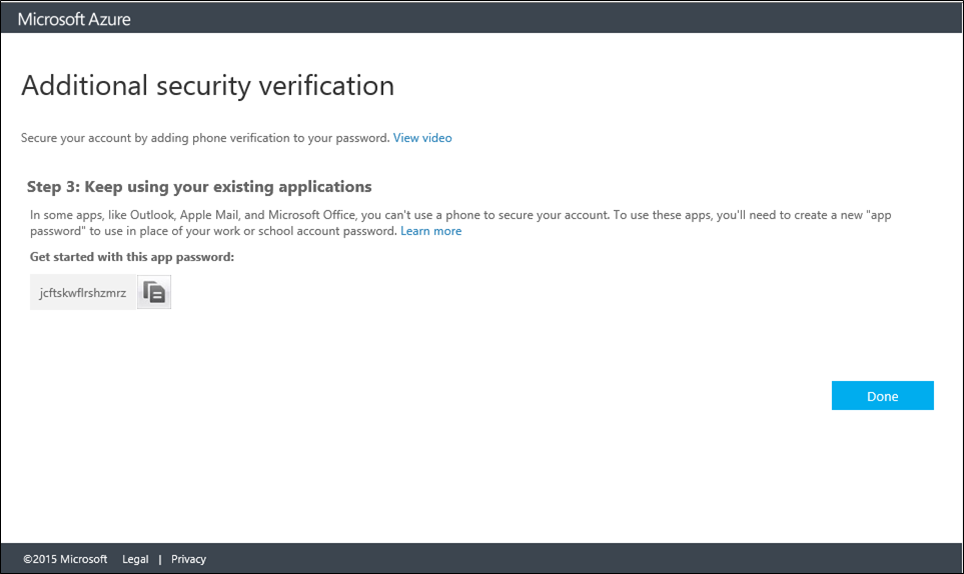 Microsoft Azure
Additional security verification
Secure your account by adding phone verification to your password. View video
Step 3: Keep using your existing applications
In some apps, like Outlook, Apple Mail, and Microsoft Office, you can't use a phone to secure your account. To use these apps, you'll need to create a new "app
password" to use in place of your work or school account password. Learn more
Get started with this app password:
jcftskwflrshzmrz
Done
©2015 Microsoft Legal | Privacy